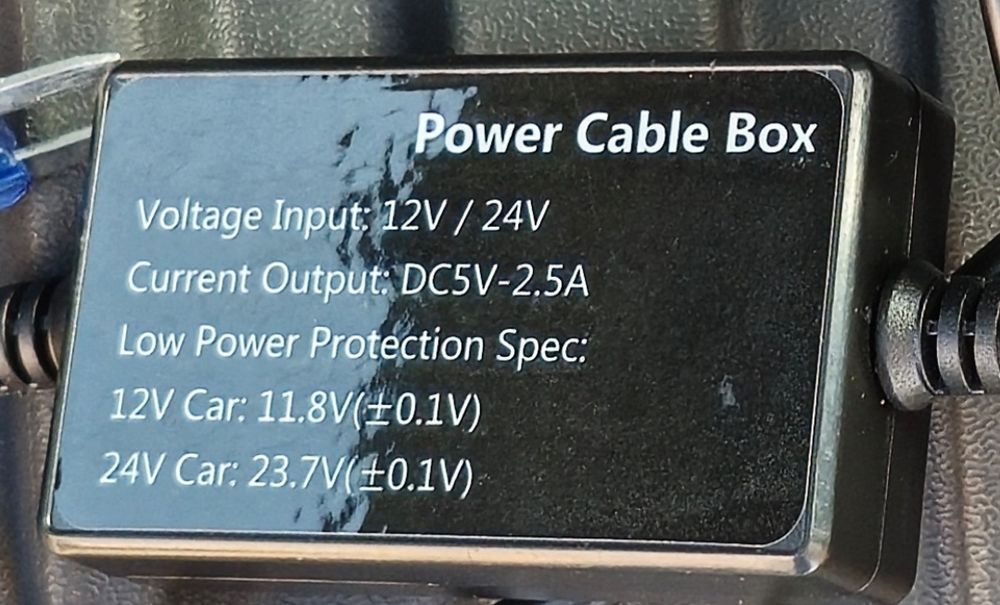 Power Cable Box
Voltage Input: 12V / 24V
Current Output: DC5V-2.5A
Low Power Protection Spec:
12V Car: 11.8V(±0.1V)
24V Car: 23.7V(±0.1V)